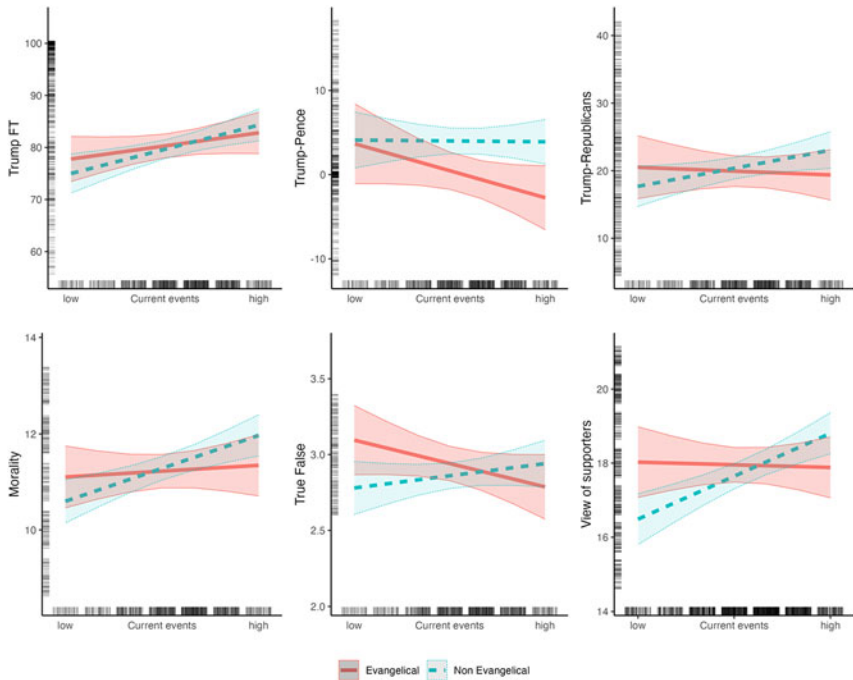 100
90
80
70
60
Trump FT
low Current events high
10
0
-10
Trump-Pence
low Current events high
40
30
20
10
Trump-Republicans
low Current events high
14
12
10
Morality
low Current events high
3.5
3.0
2.5
2.0
True False
low Current events high
20
18
16
14
View of supporters
low Current events high
Evangelical Non Evangelical